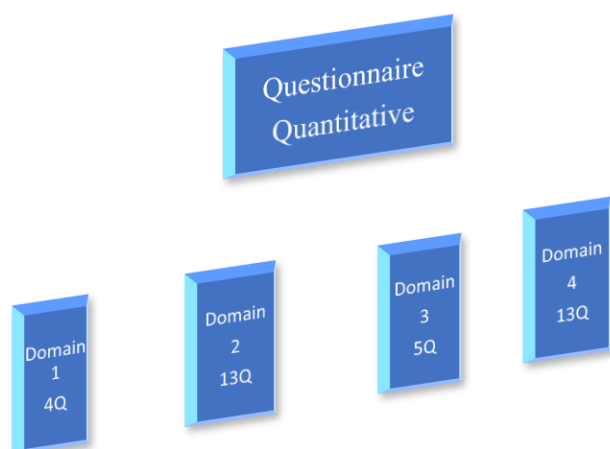 Questionnaire
Quantitative
Domain
1
4Q
Domain
2
13Q
Domain
3
5Q
Domain
4
13Q